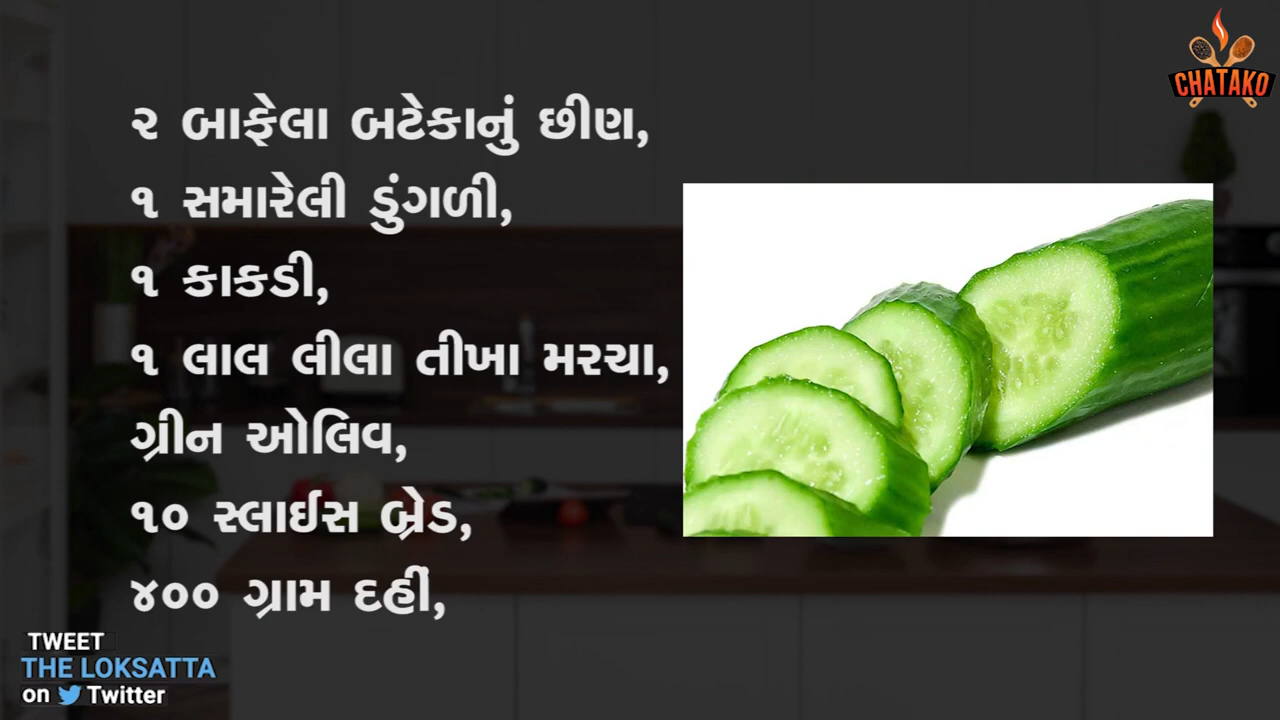 ૨ બાફેલા બટેકાનું છીણ,
૧ સમારેલી ડુંગળી,
૧ કાકડી,
૧ લાલ લીલા તીખા મરચા,
ગ્રીન ઓલિવ,
૧૦ સ્લાઈસ બ્રેડ,
૪૦૦ ગ્રામ દહીં,
CHATAKO
TWEET
THE LOKSATTA
on Twitter